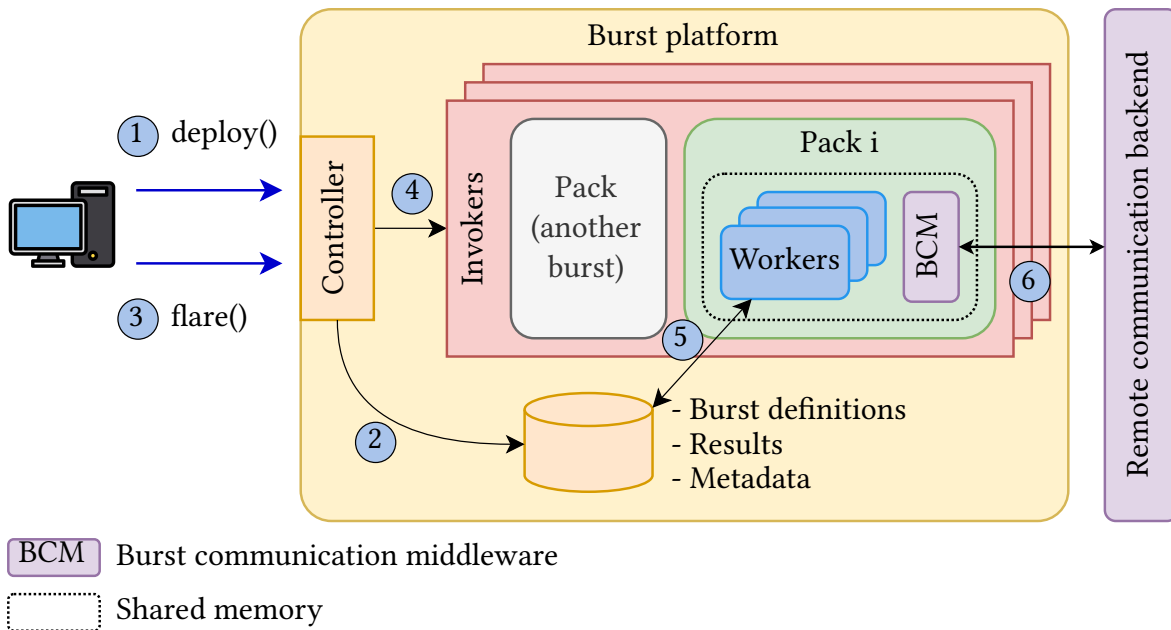 Burst platform
1 deploy()
3 flare()
Controller
4
Invokers
Pack
(another
burst)
Pack i
Workers
BCM
6
5
2
- Burst definitions
- Results
- Metadata
Remote communication backend
BCM Burst communication middleware
Shared memory